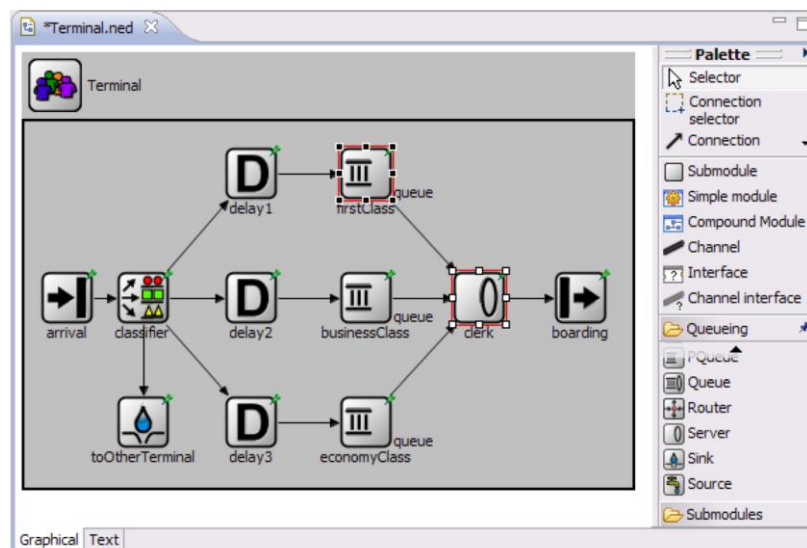 *Terminal.ned
Terminal
D
delay1
queue
firstClass
arrival
classifier
D
delay2
queue
businessClass
clerk
boarding
toOtherTerminal
D
delay3
queue
economyClass
Graphical Text
Palette
Selector
Connection
selector
Connection
Submodule
Simple module
Compound Module
Channel
Interface
Channel interface
Queueing
PQueue
Queue
Router
Server
Sink
Source
Submodules